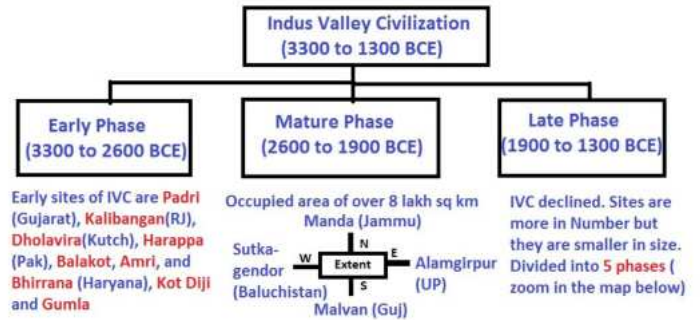 Indus Valley Civilization
(3300 to 1300 BCE)
Early Phase
(3300 to 2600 BCE)
Mature Phase
(2600 to 1900 BCE)
Late Phase
(1900 to 1300 BCE)
Early sites of IVC are Padri
(Gujarat), Kalibangan(RJ),
Dholavira(Kutch), Harappa
(Pak), Balakot, Amri, and
Bhirrana (Haryana), Kot Diji
and Gumla
Occupied area of over 8 lakh sq km
Manda (Jammu)
N
Sutka-
gendor
(Baluchistan)
W
Extent
E
Alamgirpur
(UP)
S
Malvan (Guj)
IVC declined. Sites are
more in Number but
they are smaller in size.
Divided into 5 phases (
zoom in the map below)